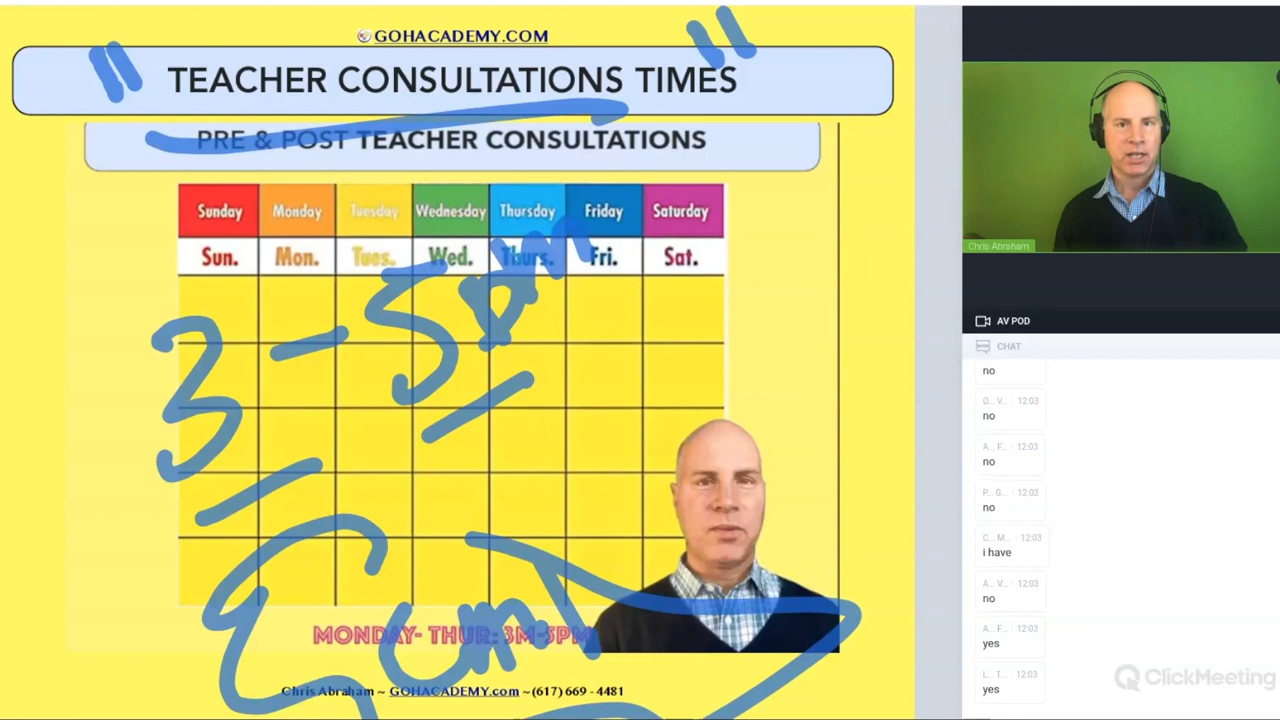 GOHACADEMY.COM
" TEACHER CONSULTATIONS TIMES "
PRE & POST TEACHER CONSULTATIONS
Sunday Monday Tuesday Wednesday Thursday Friday Saturday
Sun. Mon. Tues. Wed. Thurs. Fri. Sat.
3 - 5pm
MONDAY- THUR: 3M-5PM
Chris Abraham ~ GOHACADEMY.com ~(617) 669 - 4481
Chris Abraham
AV POD
CHAT
no
O... V... 12:03
no
A... F... 12:03
no
P... G... 12:03
no
C... M... 12:03
i have
A... V... 12:03
no
A... F... 12:03
yes
L... T... 12:03
yes
ClickMeeting